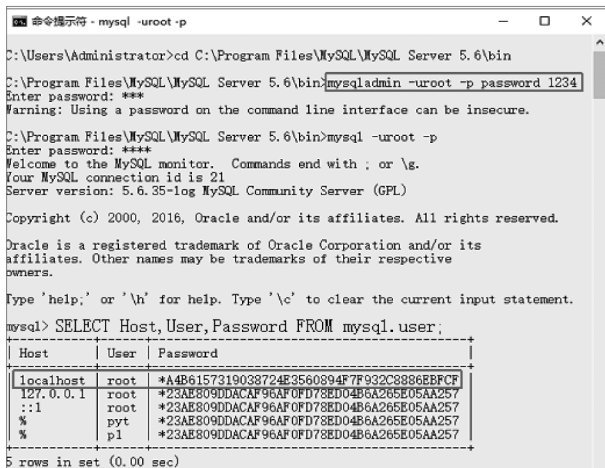 命令提示符 - mysql -uroot -p
C:\Users\Administrator>cd C:\Program Files\MySQL\MySQL Server 5.6\bin
C:\Program Files\MySQL\MySQL Server 5.6\bin>mysqladmin -uroot -p password 1234
Enter password: ***
Warning: Using a password on the command line interface can be insecure.
C:\Program Files\MySQL\MySQL Server 5.6\bin>mysql -uroot -p
Enter password: ****
Welcome to the MySQL monitor.  Commands end with ; or \g.
Your MySQL connection id is 21
Server version: 5.6.35-log MySQL Community Server (GPL)
Copyright (c) 2000, 2016, Oracle and/or its affiliates. All rights reserved.
Oracle is a registered trademark of Oracle Corporation and/or its
affiliates. Other names may be trademarks of their respective
owners.
Type 'help;' or '\h' for help. Type '\c' to clear the current input statement.
mysql> SELECT Host,User,Password FROM mysql.user;
+-----------+------+-------------------------------------------+
| Host | User | Password |
+-----------+------+-------------------------------------------+
| localhost | root | *A4B6157319038724E3560894F7F932C8886EBFCF |
| 127.0.0.1 | root | *23AE809DDACAF96AF0FD78ED04B6A265E05AA257 |
| ::1 | root | *23AE809DDACAF96AF0FD78ED04B6A265E05AA257 |
| % | pyt | *23AE809DDACAF96AF0FD78ED04B6A265E05AA257 |
| % | p1 | *23AE809DDACAF96AF0FD78ED04B6A265E05AA257 |
+-----------+------+-------------------------------------------+
5 rows in set (0.00 sec)